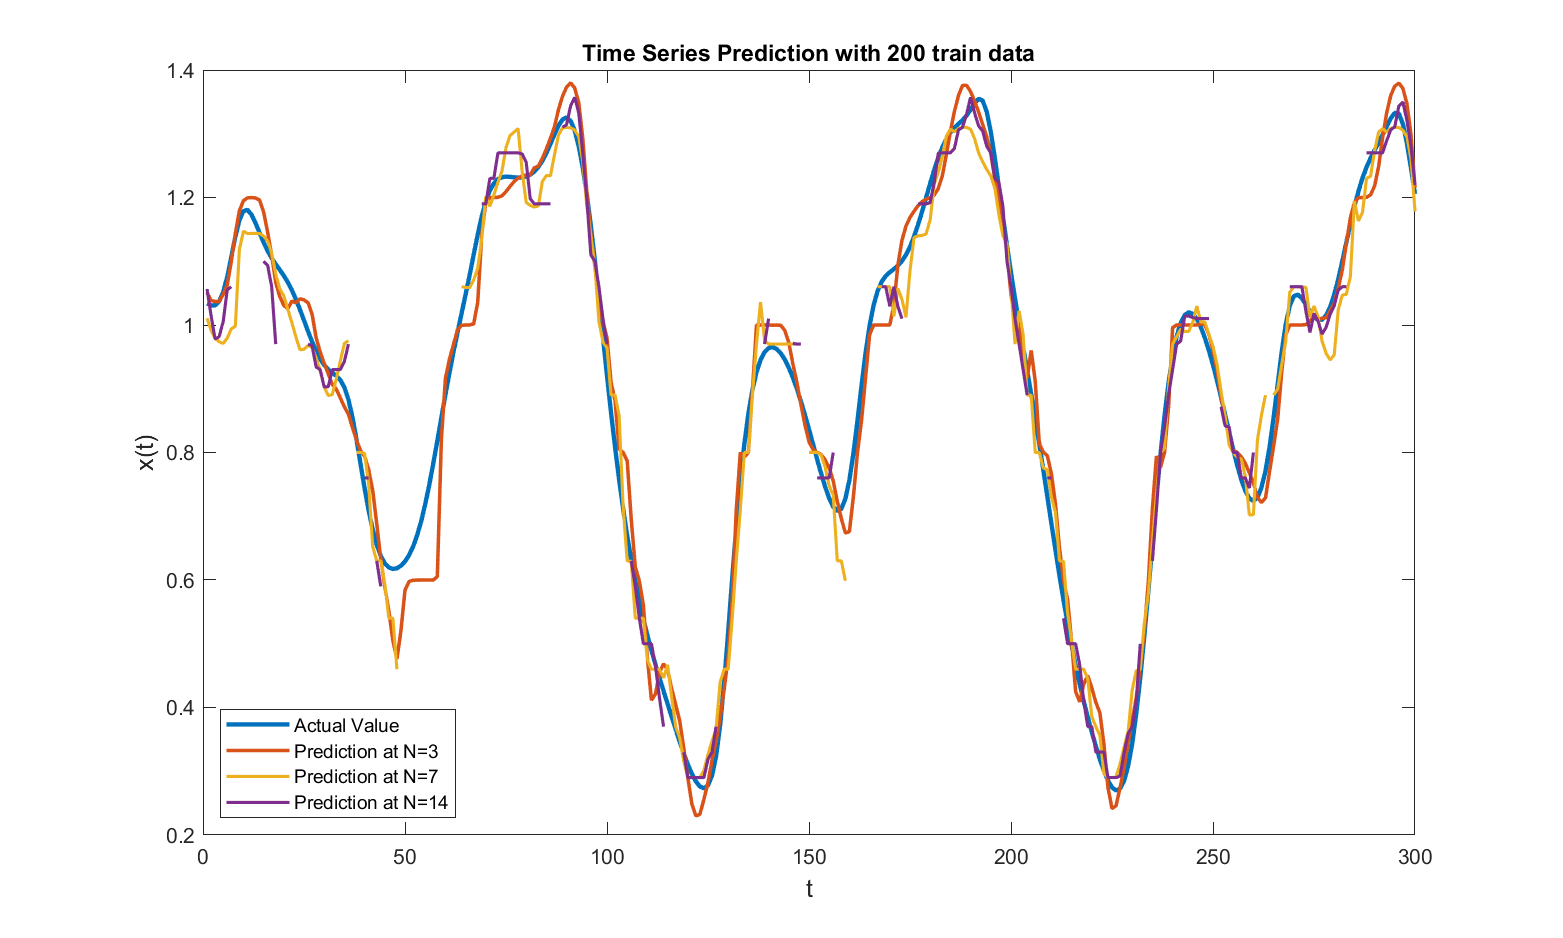 Time Series Prediction with 200 train data
1.4
1.2
1
0.8
0.6
0.4
0.2
x(t)
Actual Value
Prediction at N=3
Prediction at N=7
Prediction at N=14
0 50 100 150 200 250 300
t